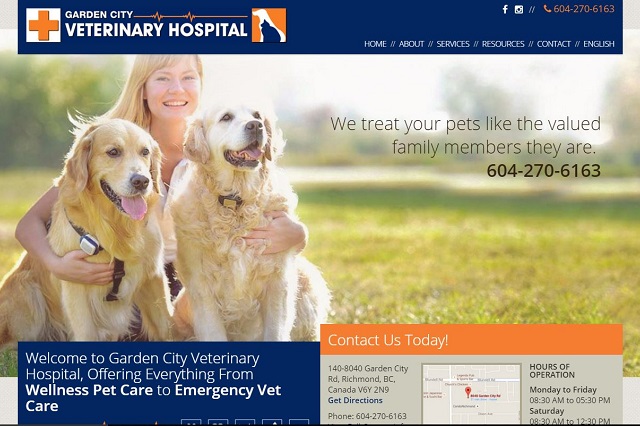 GARDEN CITY
VETERINARY HOSPITAL
// 604-270-6163
HOME // ABOUT // SERVICES // RESOURCES // CONTACT // ENGLISH
We treat your pets like the valued
family members they are.
604-270-6163
Welcome to Garden City Veterinary
Hospital, Offering Everything From
Wellness Pet Care to Emergency Vet
Care
Contact Us Today!
140-8040 Garden City
Rd, Richmond, BC,
Canada V6Y 2N9
Get Directions
Phone: 604-270-6163
HOURS OF
OPERATION
Monday to Friday
08:30 AM to 05:30 PM
Saturday
08:30 AM to 12:30 PM